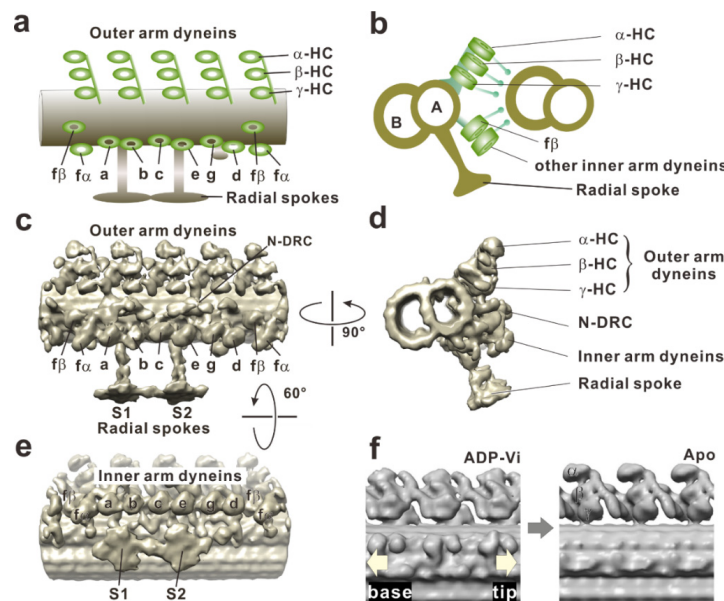 a
Outer arm dyneins
α-HC
β-HC
γ-HC
fβ fα a b c e g d fβ fα
Radial spokes
b
α-HC
β-HC
γ-HC
B A
fβ
other inner arm dyneins
Radial spoke
c
Outer arm dyneins
N-DRC
fβ fα a b c e g d fβ fα
S1 S2
Radial spokes
90°
60°
d
α-HC
β-HC
γ-HC
Outer arm
dyneins
N-DRC
Inner arm dyneins
Radial spoke
e
Inner arm dyneins
fβ a b c e g d fβ
S1 S2
f
ADP-Vi
Apo
α
β
base tip